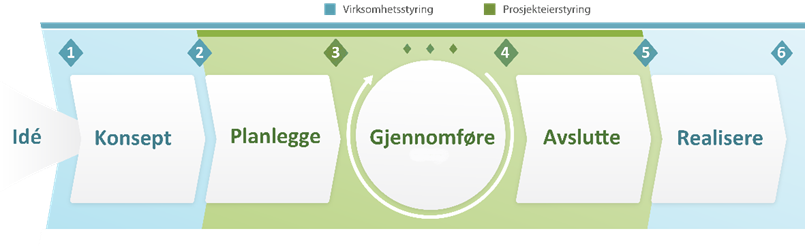 Virksomhetsstyring Prosjekteierstyring
1 2 3 4 5 6
Idé Konsept Planlegge Gjennomføre Avslutte Realisere